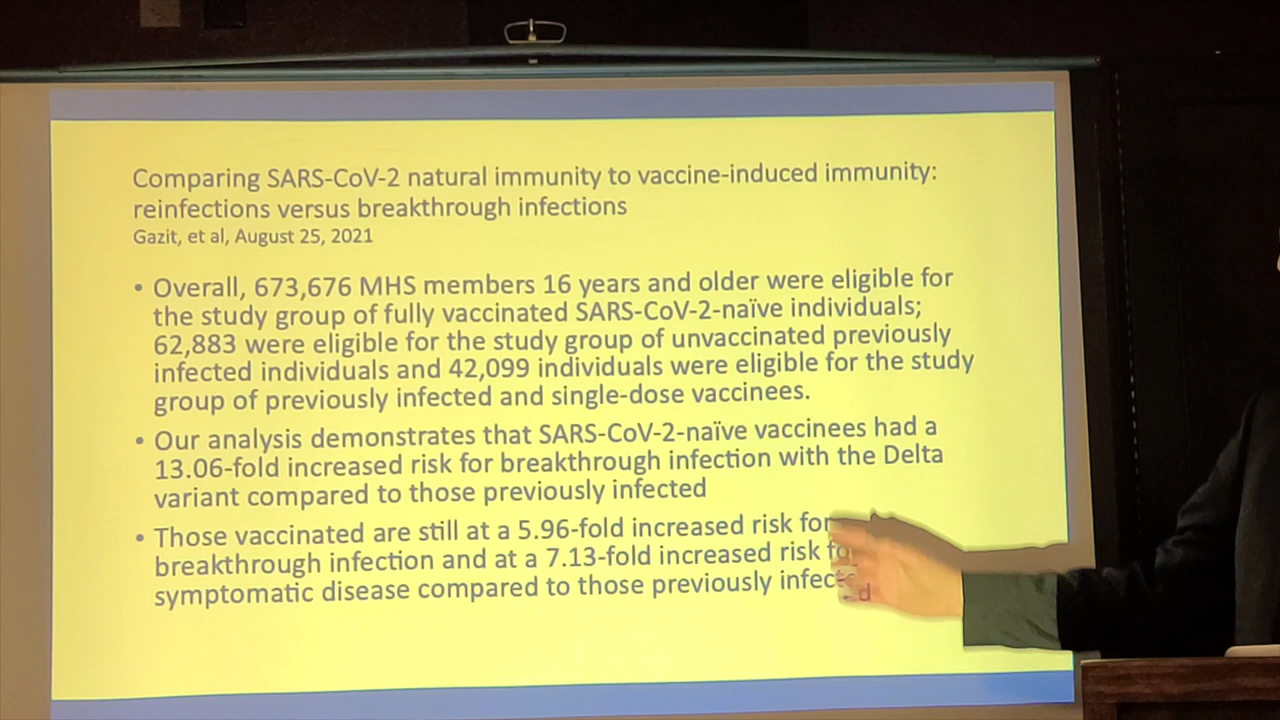 Comparing SARS-CoV-2 natural immunity to vaccine-induced immunity:
reinfections versus breakthrough infections
Gazit, et al, August 25, 2021
• Overall, 673,676 MHS members 16 years and older were eligible for
the study group of fully vaccinated SARS-CoV-2-naïve individuals;
62,883 were eligible for the study group of unvaccinated previously
infected individuals and 42,099 individuals were eligible for the study
group of previously infected and single-dose vaccinees.
• Our analysis demonstrates that SARS-CoV-2-naïve vaccinees had a
13.06-fold increased risk for breakthrough infection with the Delta
variant compared to those previously infected
• Those vaccinated are still at a 5.96-fold increased risk for
breakthrough infection and at a 7.13-fold increased risk for
symptomatic disease compared to those previously infected